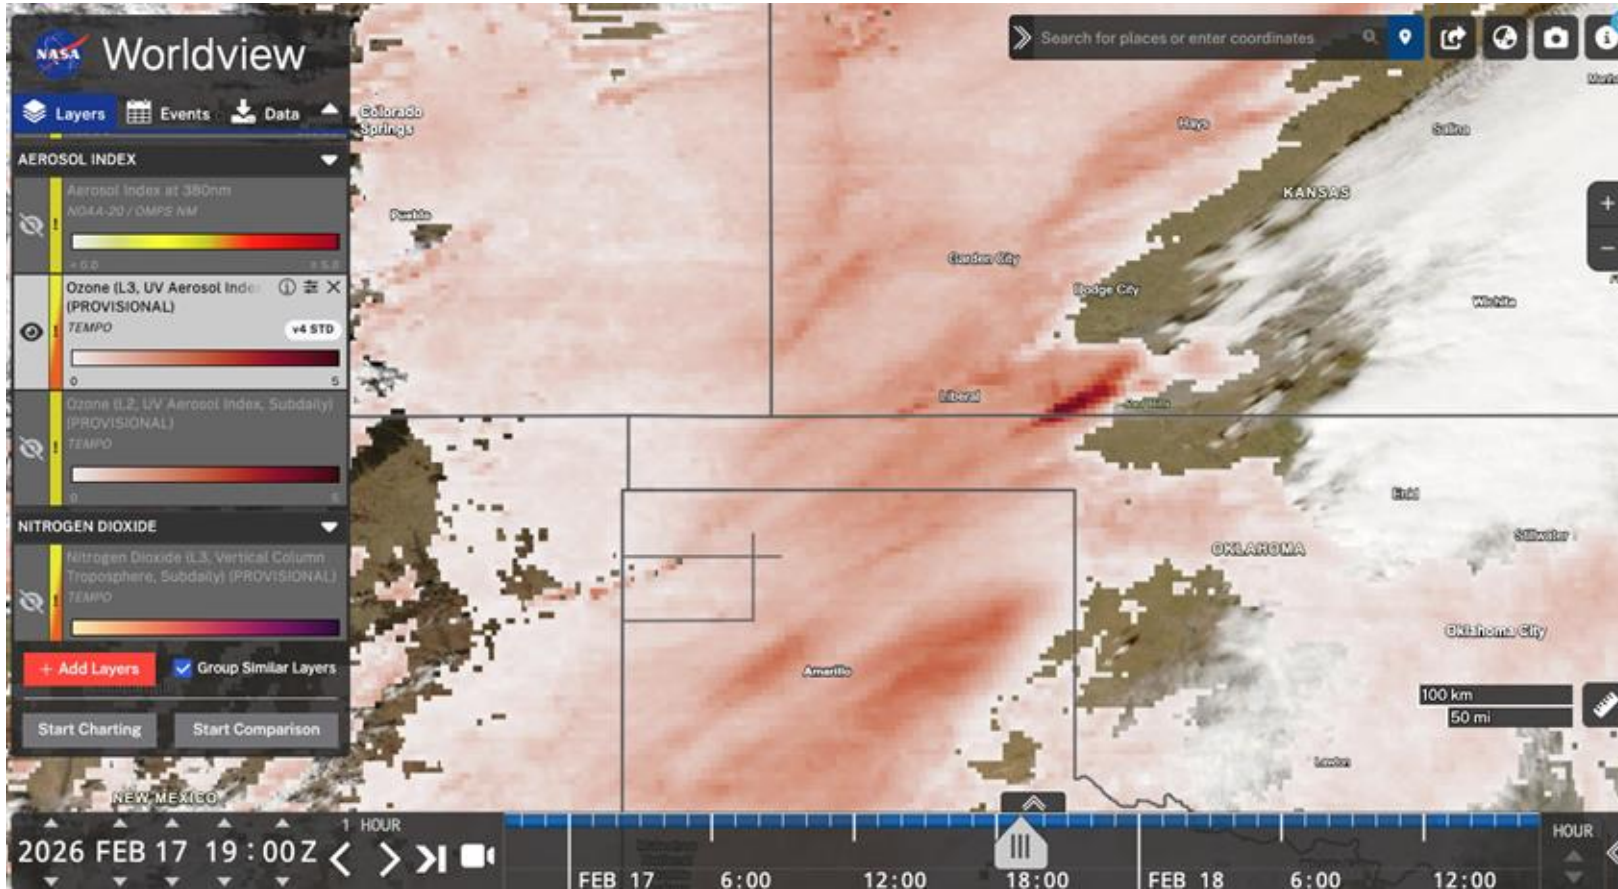 NASA
Worldview
Search for places or enter coordinates
Layers
Events
Data
AEROSOL INDEX
Aerosol Index at 380nm
NOAA-20 / OMPS NM
Ozone (L3, UV Aerosol Inde
(PROVISIONAL)
TEMPO
v4 STD
0
5
Ozone (L2, UV Aerosol Index, Subdaily)
(PROVISIONAL)
TEMPO
0
NITROGEN DIOXIDE
Nitrogen Dioxide (L3, Vertical Column
Troposphere, Subdaily) (PROVISIONAL)
TEMPO
+ Add Layers
Group Similar Layers
Start Charting
Start Comparison
Colorado
Springs
Pueblo
Hays
Salina
KANSAS
Garden City
Dodge City
Wichita
Liberal
Enid
Stillwater
OKLAHOMA
Oklahoma City
Amarillo
Lawton
NEW MEXICO
100 km
50 mi
1 HOUR
2026 FEB 17 19:00Z
FEB 17
6:00
12:00
18:00
FEB 18
6:00
12:00
HOUR